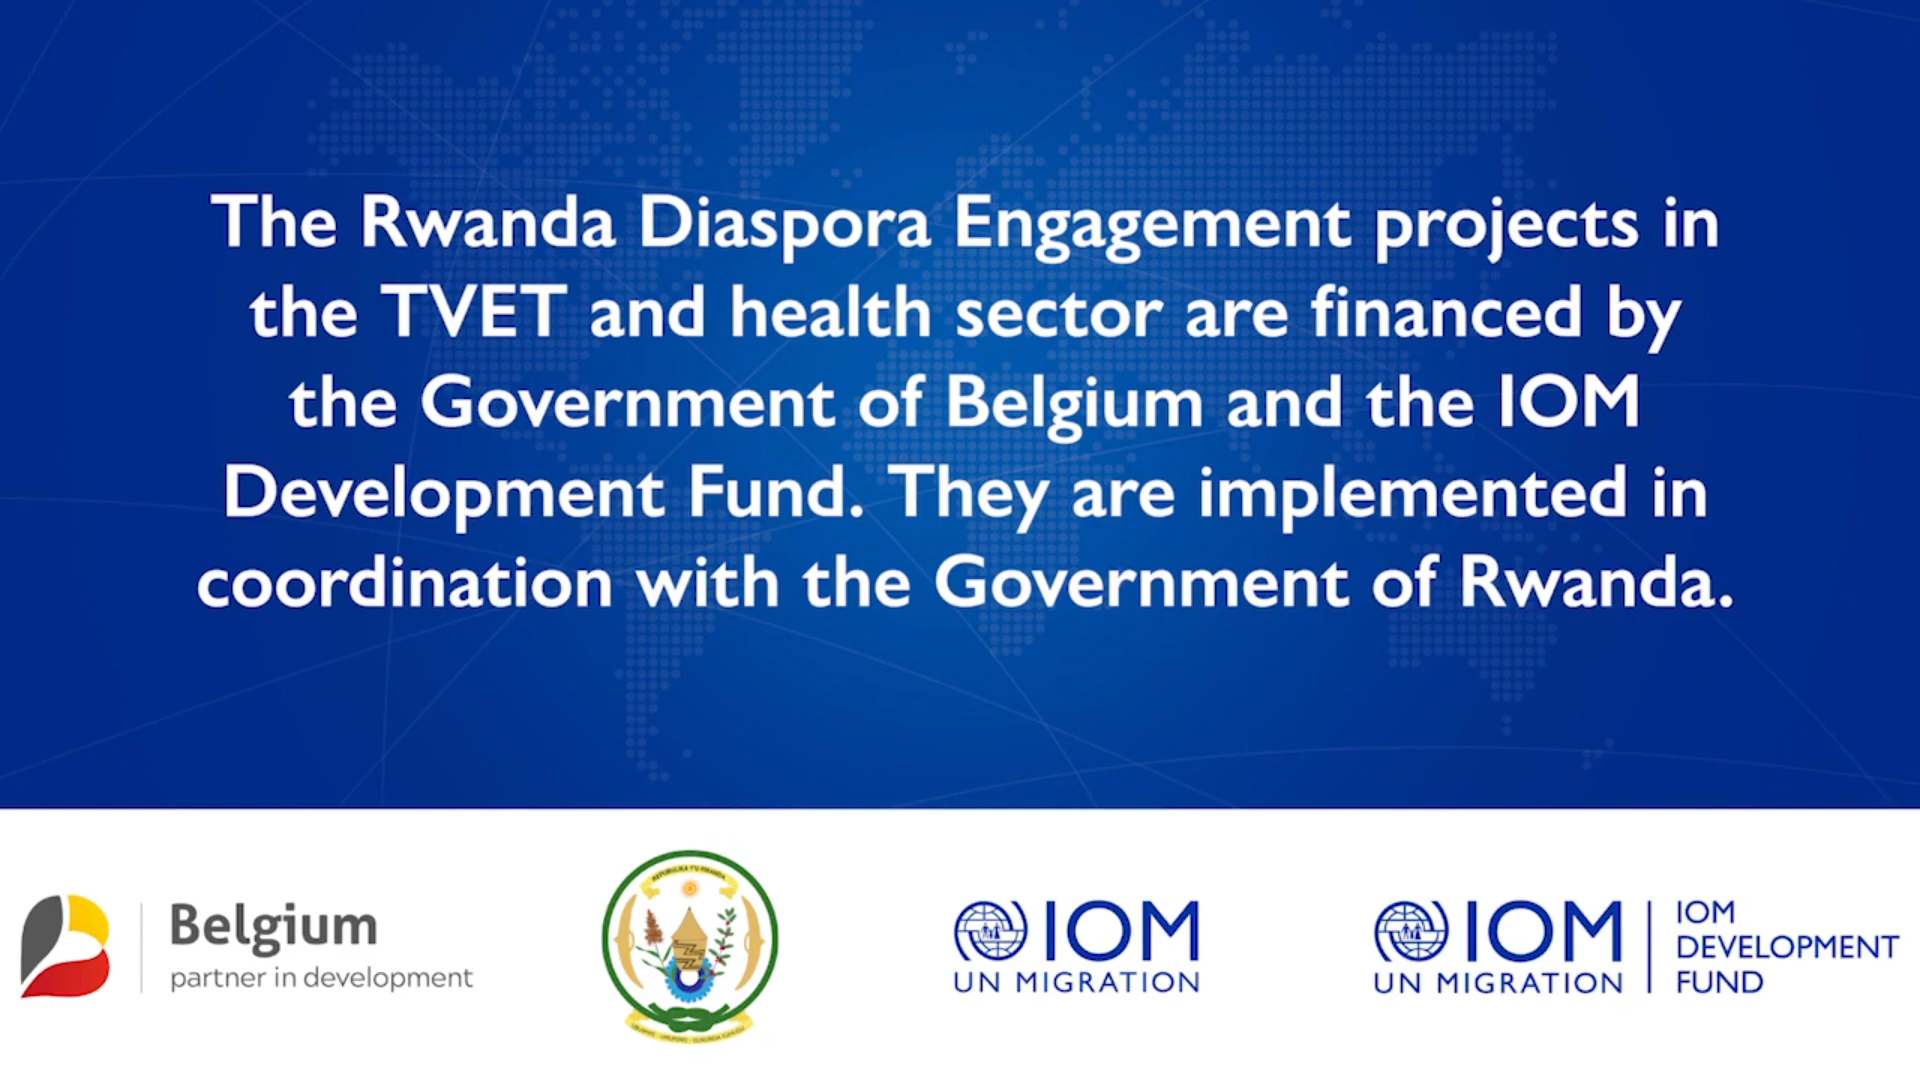 The Rwanda Diaspora Engagement projects in
the TVET and health sector are financed by
the Government of Belgium and the IOM
Development Fund. They are implemented in
coordination with the Government of Rwanda.
Belgium
partner in development
REPUBULIKA Y'U RWANDA
IOM
UN MIGRATION
IOM
UN MIGRATION
IOM
DEVELOPMENT
FUND